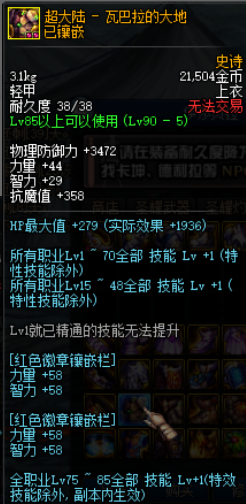 超大陆 - 瓦巴拉的大地
已镶嵌
史诗
3.1kg
21,504金币
轻甲
上衣
耐久度 38/38
无法交易
Lv85以上可以使用 (Lv90 - 5)
物理防御力 +3472
力量 +44
智力 +29
抗魔值 +358
HP最大值 +279 (实际效果 +1936)
所有职业Lv1 ~ 70全部 技能 Lv +1 (特
性技能除外)
所有职业Lv15 ~ 48全部 技能 Lv +1 (
特性技能除外)
Lv1就已精通的技能无法提升
[红色徽章镶嵌栏]
力量 +58
智力 +58
[红色徽章镶嵌栏]
力量 +58
智力 +58
全职业Lv75 ~ 85全部 技能 Lv+1(特效
技能除外, 副本内生效)